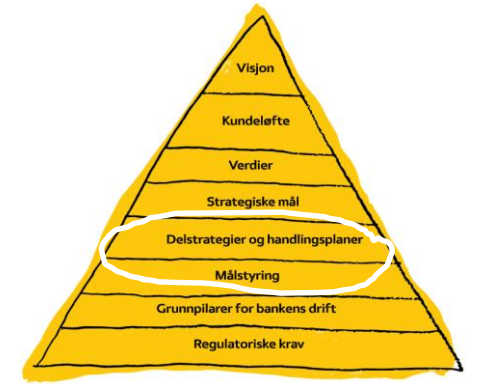 Visjon
Kundeløfte
Verdier
Strategiske mål
Delstrategier og handlingsplaner
Målstyring
Grunnpilarer for bankens drift
Regulatoriske krav